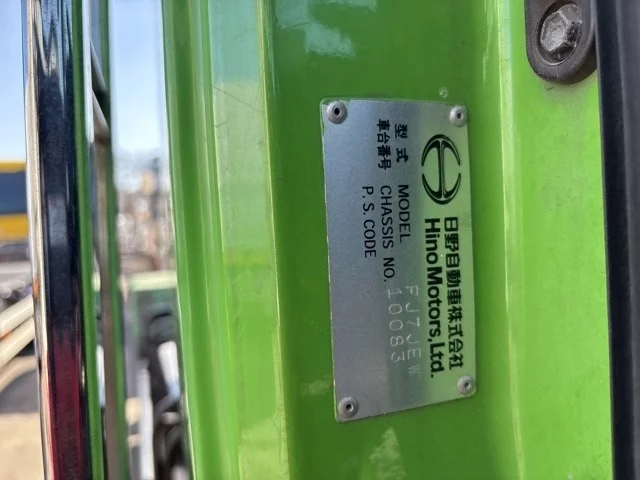 日野自動車株式会社
Hino Motors, Ltd.
型式 MODEL FJ7JEW
車台番号 CHASSIS NO. 10083
P.S.CODE